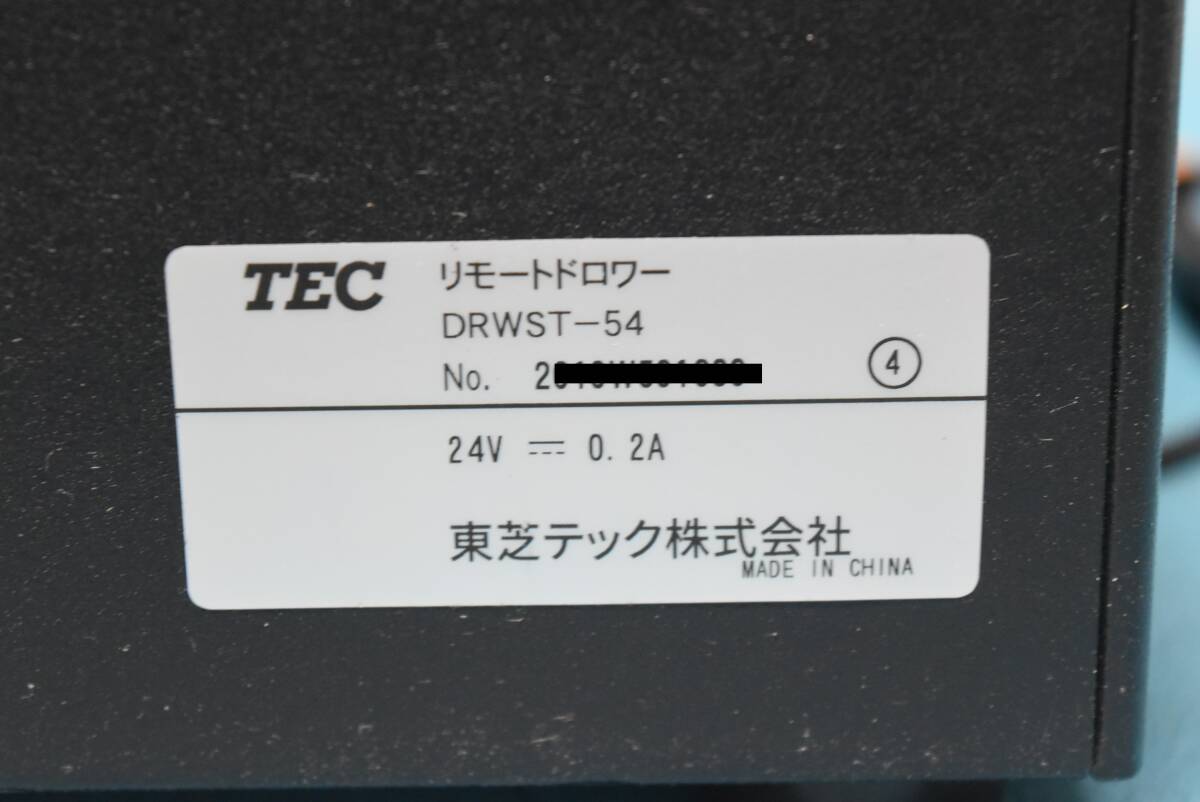 TEC
リモートドロワー
DRWST-54
No. 2
④
24V ⎓ 0.2A
東芝テック株式会社
MADE IN CHINA